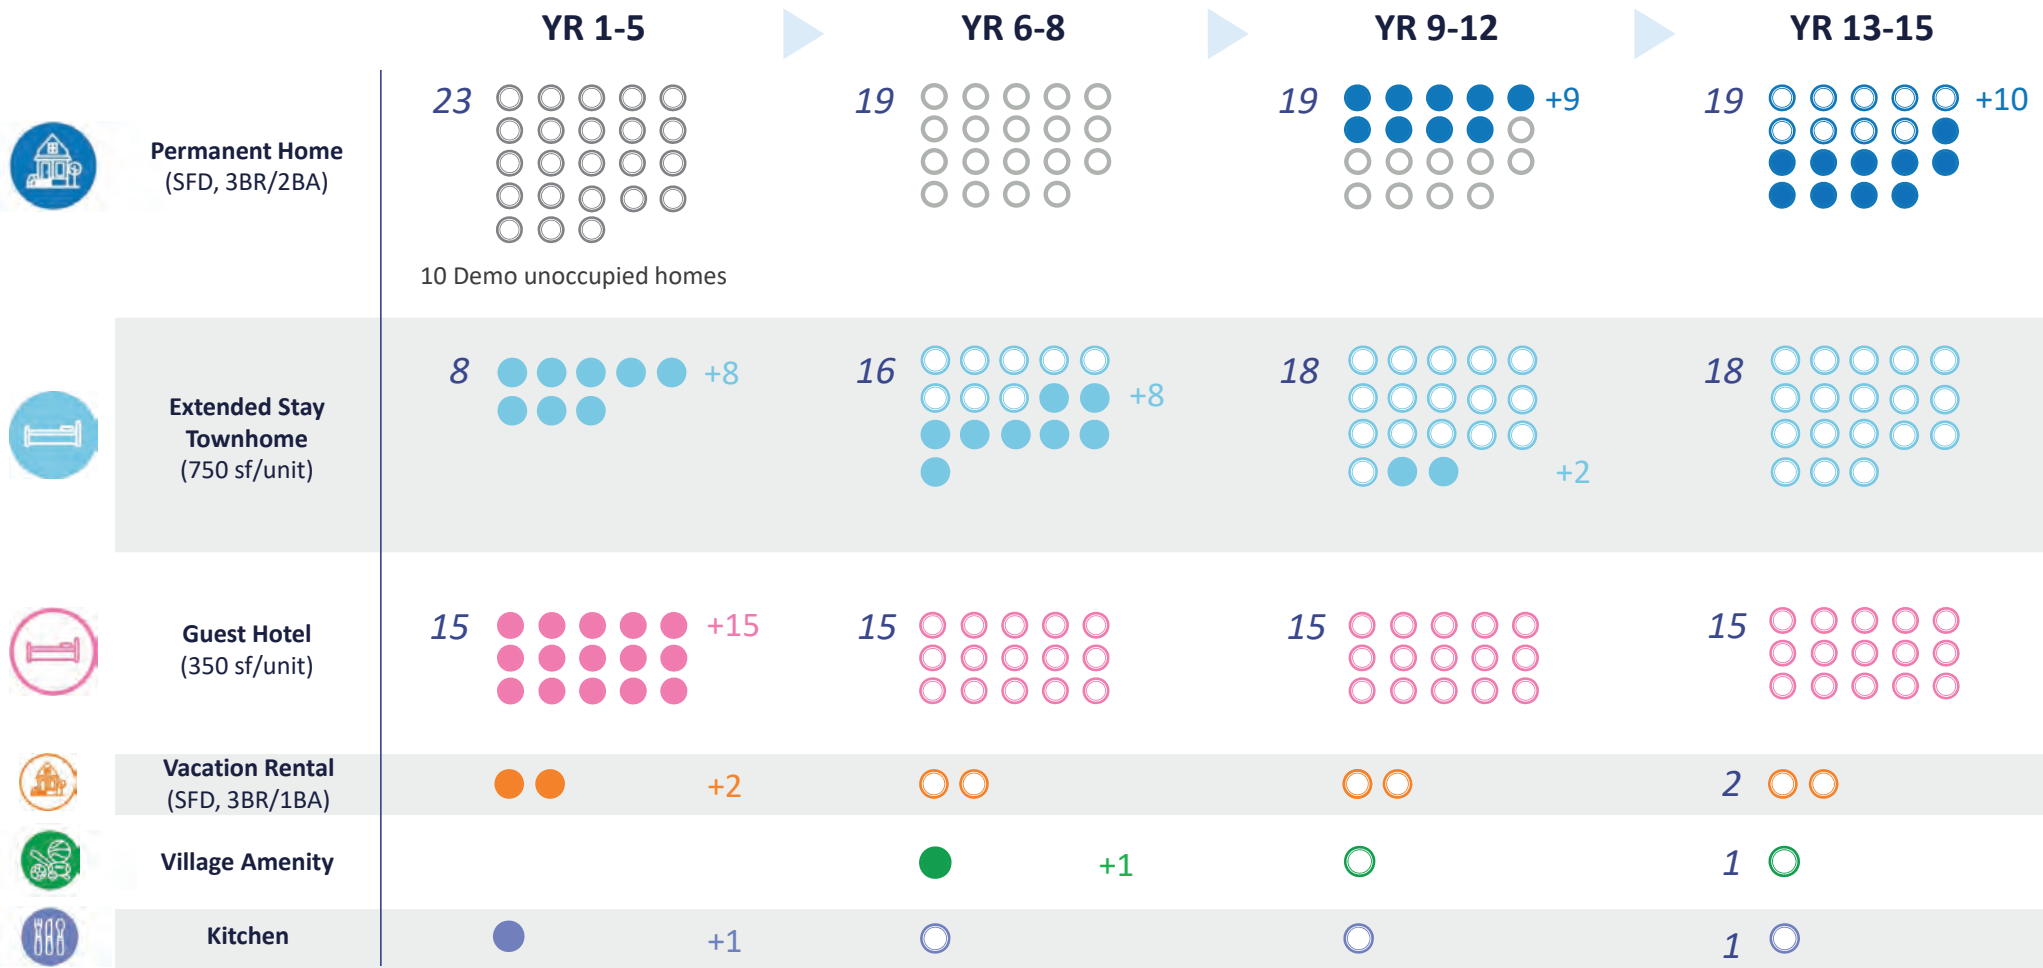 YR 1-5
YR 6-8
YR 9-12
YR 13-15
Permanent Home
(SFD, 3BR/2BA)
23
19
19
+9
19
+10
10 Demo unoccupied homes
Extended Stay
Townhome
(750 sf/unit)
8
+8
16
+8
18
+2
18
Guest Hotel
(350 sf/unit)
15
+15
15
15
15
Vacation Rental
(SFD, 3BR/1BA)
+2
2
Village Amenity
+1
1
Kitchen
+1
1